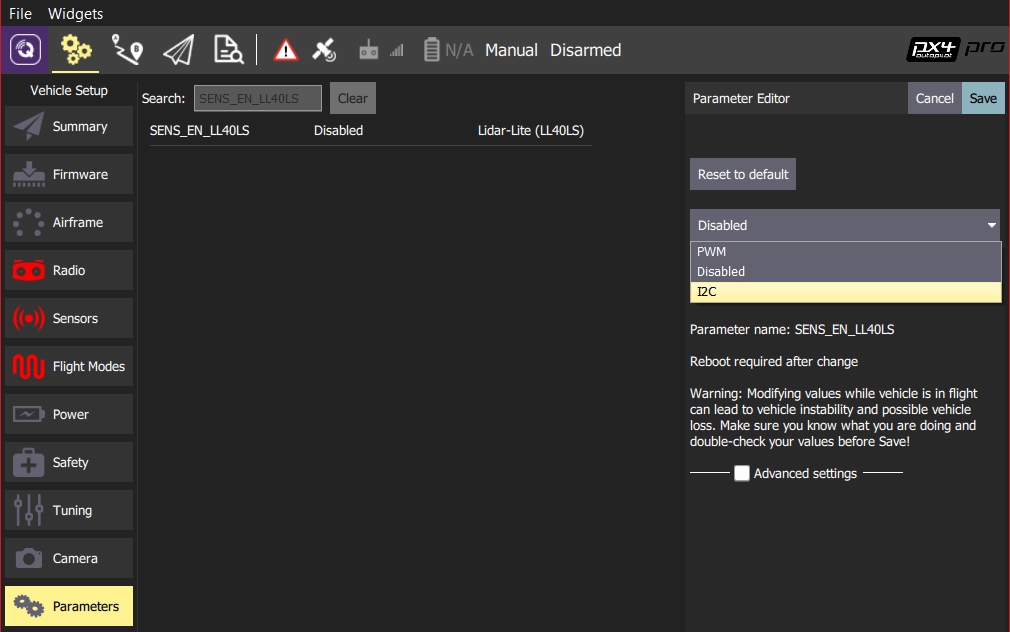 File Widgets
N/A Manual Disarmed
px4 pro
autopilot
Vehicle Setup
Summary
Firmware
Airframe
Radio
Sensors
Flight Modes
Power
Safety
Tuning
Camera
Parameters
Search: SENS_EN_LL40LS Clear
SENS_EN_LL40LS Disabled Lidar-Lite (LL40LS)
Parameter Editor Cancel Save
Reset to default
Disabled
PWM
Disabled
I2C
Parameter name: SENS_EN_LL40LS
Reboot required after change
Warning: Modifying values while vehicle is in flight
can lead to vehicle instability and possible vehicle
loss. Make sure you know what you are doing and
double-check your values before Save!
Advanced settings